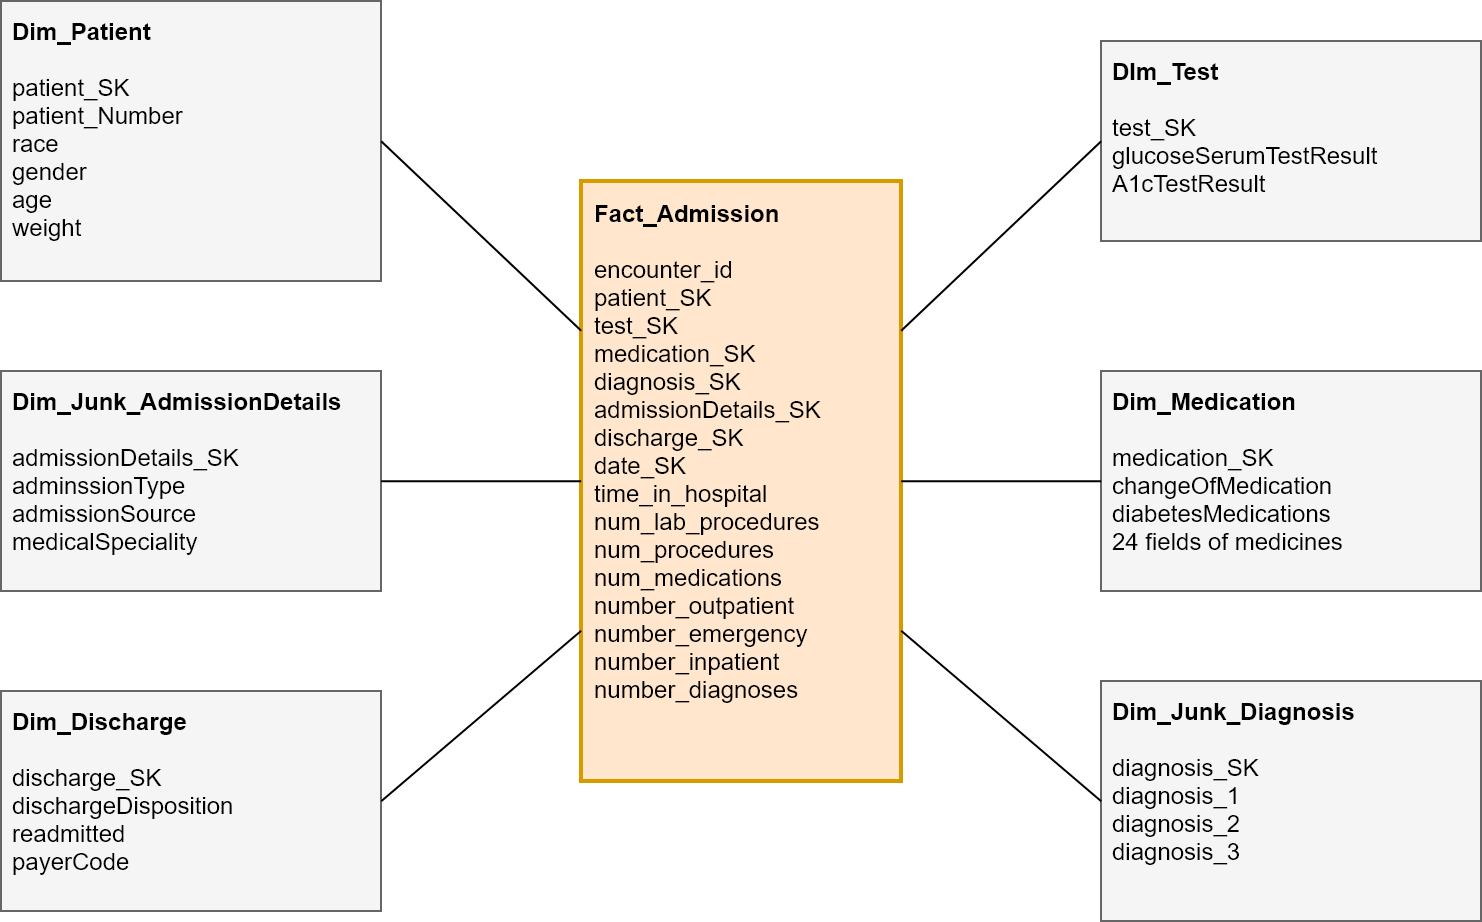 Dim_Patient
patient_SK
patient_Number
race
gender
age
weight
DIm_Test
test_SK
glucoseSerumTestResult
A1cTestResult
Fact_Admission
encounter_id
patient_SK
test_SK
medication_SK
diagnosis_SK
admissionDetails_SK
discharge_SK
date_SK
time_in_hospital
num_lab_procedures
num_procedures
num_medications
number_outpatient
number_emergency
number_inpatient
number_diagnoses
Dim_Junk_AdmissionDetails
admissionDetails_SK
adminssionType
admissionSource
medicalSpeciality
Dim_Medication
medication_SK
changeOfMedication
diabetesMedications
24 fields of medicines
Dim_Discharge
discharge_SK
dischargeDisposition
readmitted
payerCode
Dim_Junk_Diagnosis
diagnosis_SK
diagnosis_1
diagnosis_2
diagnosis_3